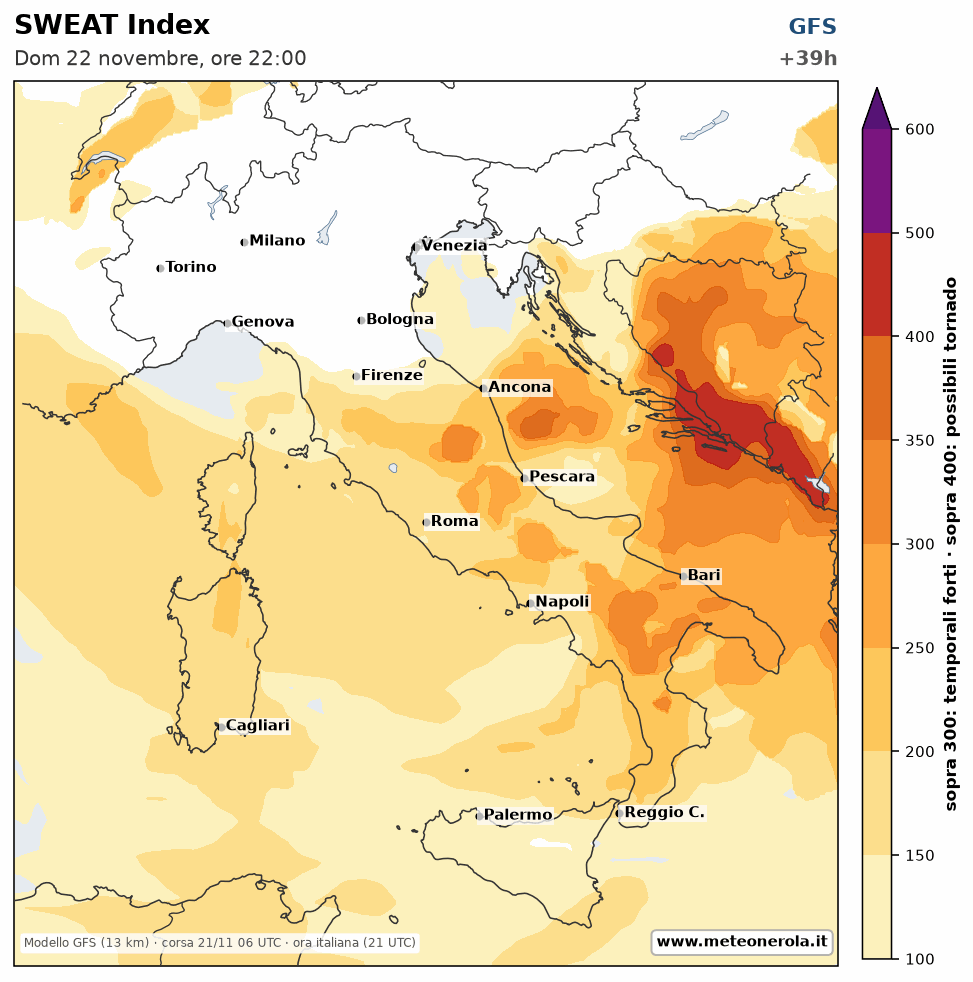 SWEAT Index
GFS
Dom 22 novembre, ore 22:00
+39h
Milano
Venezia
Torino
Genova
Bologna
Firenze
Ancona
Pescara
Roma
Bari
Napoli
Cagliari
Palermo
Reggio C.
600
500
400
350
300
250
200
150
100
sopra 300: temporali forti · sopra 400: possibili tornado
Modello GFS (13 km) · corsa 21/11 06 UTC · ora italiana (21 UTC)
www.meteonerola.it